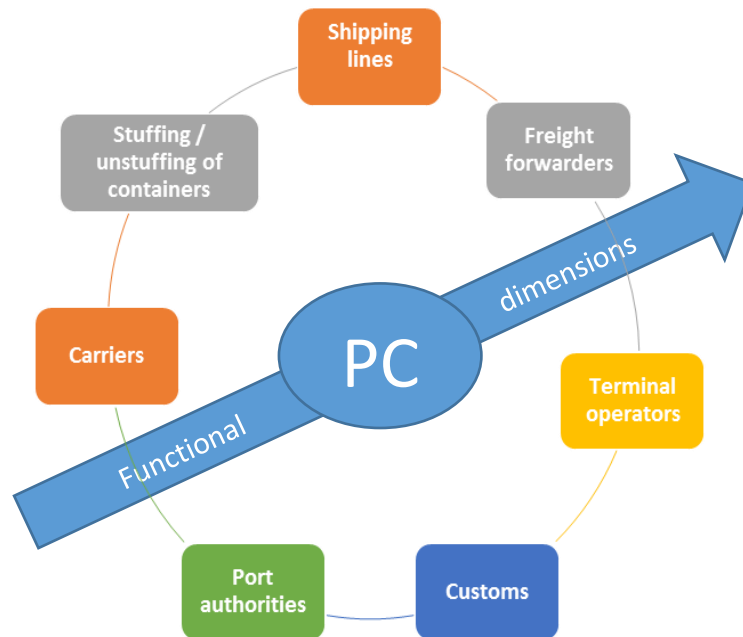 Shipping
lines
Stuffing /
unstuffing of
containers
Freight
forwarders
dimensions
Carriers
PC
Terminal
operators
Functional
Port
authorities
Customs